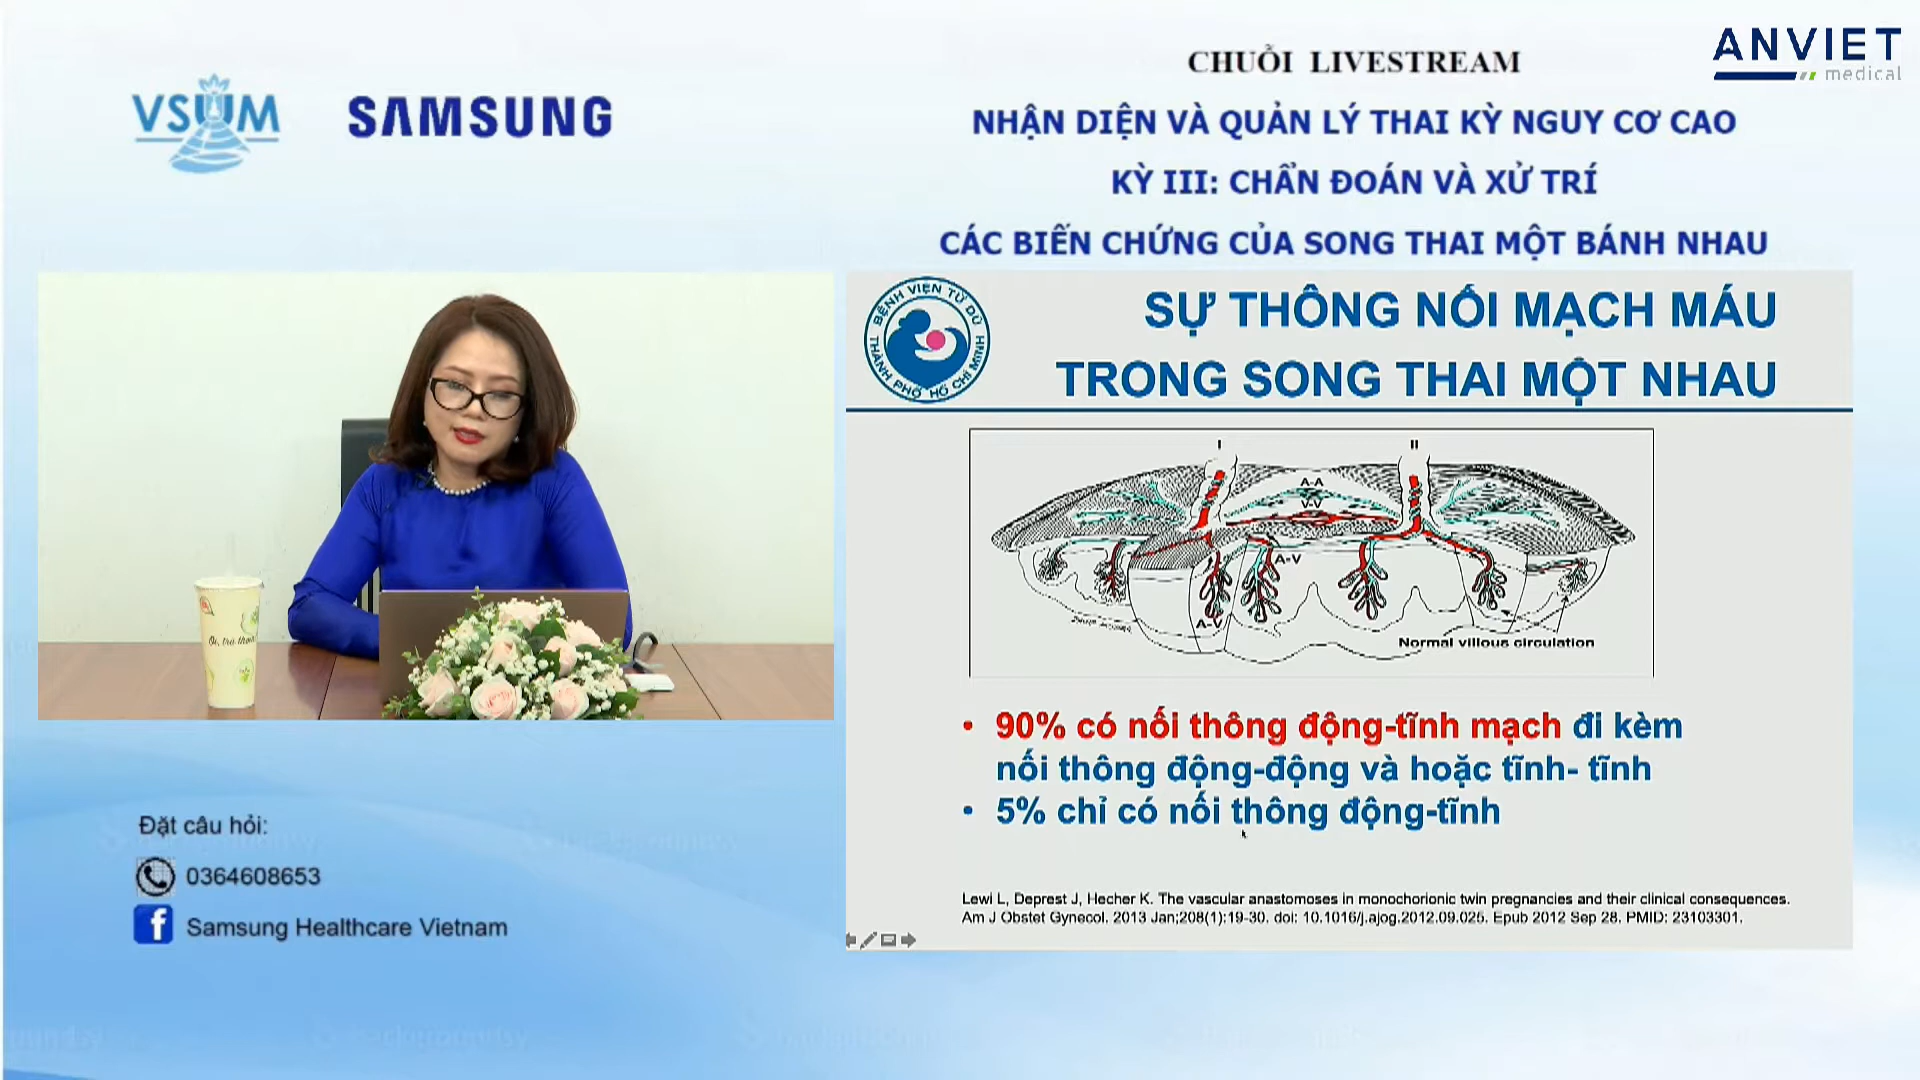 ANVIET
medical
VSUM
SAMSUNG
CHUỖI LIVESTREAM
NHẬN DIỆN VÀ QUẢN LÝ THAI KỲ NGUY CƠ CAO
KỲ III: CHẨN ĐOÁN VÀ XỬ TRÍ
CÁC BIẾN CHỨNG CỦA SONG THAI MỘT BÁNH NHAU
BỆNH VIỆN TỪ DŨ
THÀNH PHỐ HỒ CHÍ MINH
SỰ THÔNG NỐI MẠCH MÁU
TRONG SONG THAI MỘT NHAU
I
II
A-A
V-V
A-V
A-V
Normal villous circulation
• 90% có nối thông động-tĩnh mạch đi kèm
nối thông động-động và hoặc tĩnh- tĩnh
• 5% chỉ có nối thông động-tĩnh
Lewi L, Deprest J, Hecher K. The vascular anastomoses in monochorionic twin pregnancies and their clinical consequences.
Am J Obstet Gynecol. 2013 Jan;208(1):19-30. doi: 10.1016/j.ajog.2012.09.025. Epub 2012 Sep 28. PMID: 23103301.
Đặt câu hỏi:
0364608653
Samsung Healthcare Vietnam